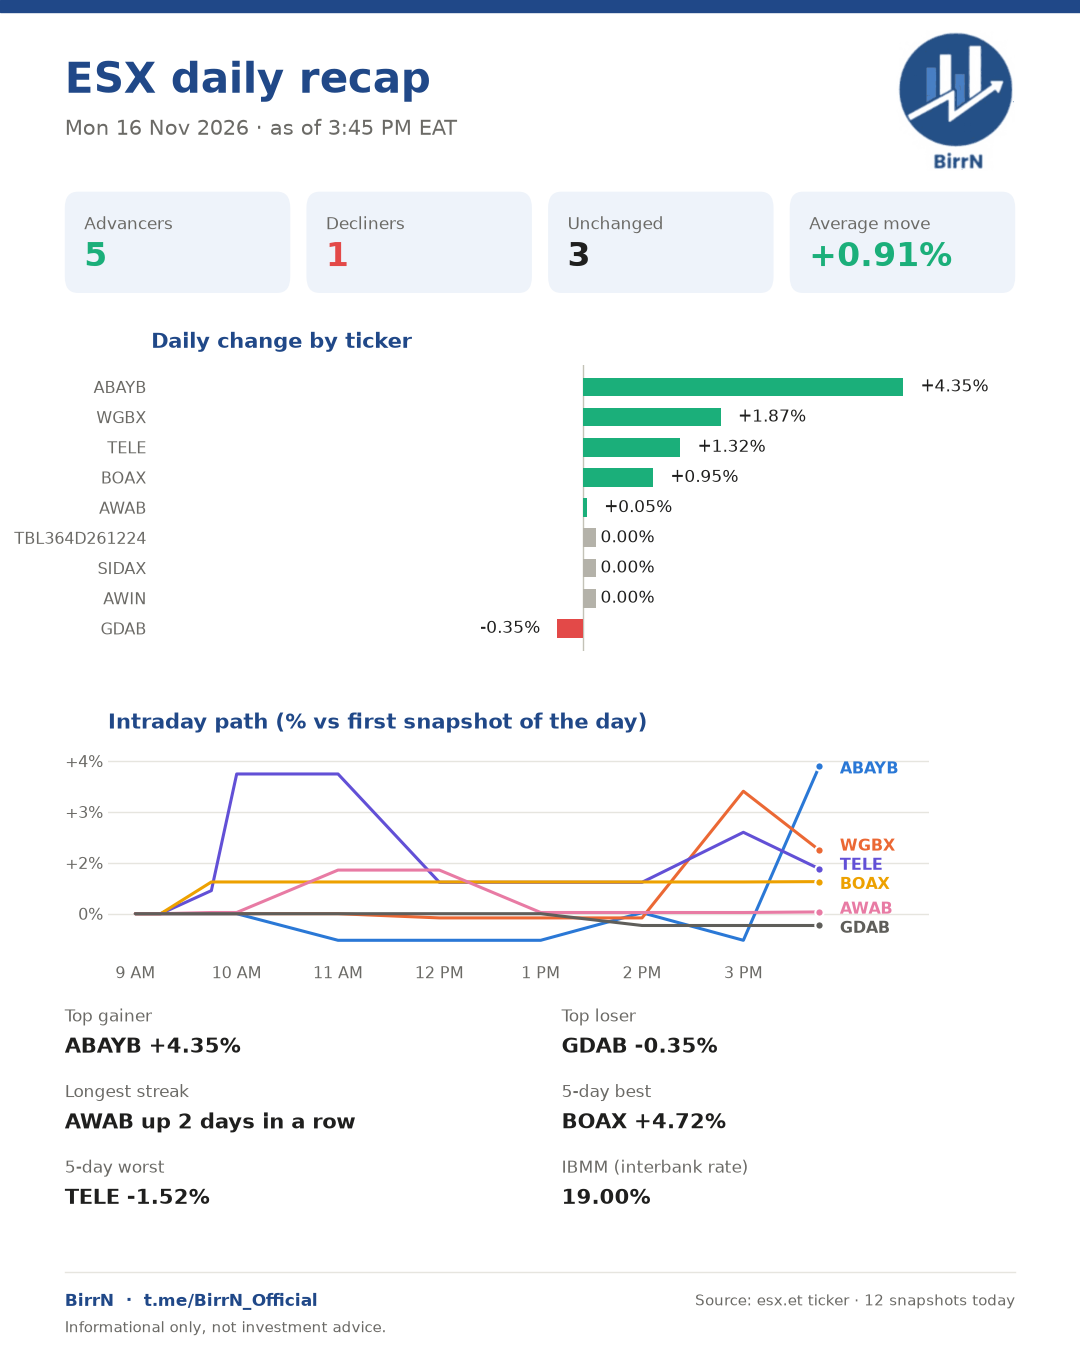 ESX daily recap
Mon 16 Nov 2026 · as of 3:45 PM EAT
BirrN
Advancers
5
Decliners
1
Unchanged
3
Average move
+0.91%
Daily change by ticker
ABAYB +4.35%
WGBX +1.87%
TELE +1.32%
BOAX +0.95%
AWAB +0.05%
TBL364D261224 0.00%
SIDAX 0.00%
AWIN 0.00%
GDAB -0.35%
Intraday path (% vs first snapshot of the day)
+4%
+3%
+2%
0%
ABAYB
WGBX
TELE
BOAX
AWAB
GDAB
9 AM 10 AM 11 AM 12 PM 1 PM 2 PM 3 PM
Top gainer
ABAYB +4.35%
Top loser
GDAB -0.35%
Longest streak
AWAB up 2 days in a row
5-day best
BOAX +4.72%
5-day worst
TELE -1.52%
IBMM (interbank rate)
19.00%
BirrN · t.me/BirrN_Official
Source: esx.et ticker · 12 snapshots today
Informational only, not investment advice.